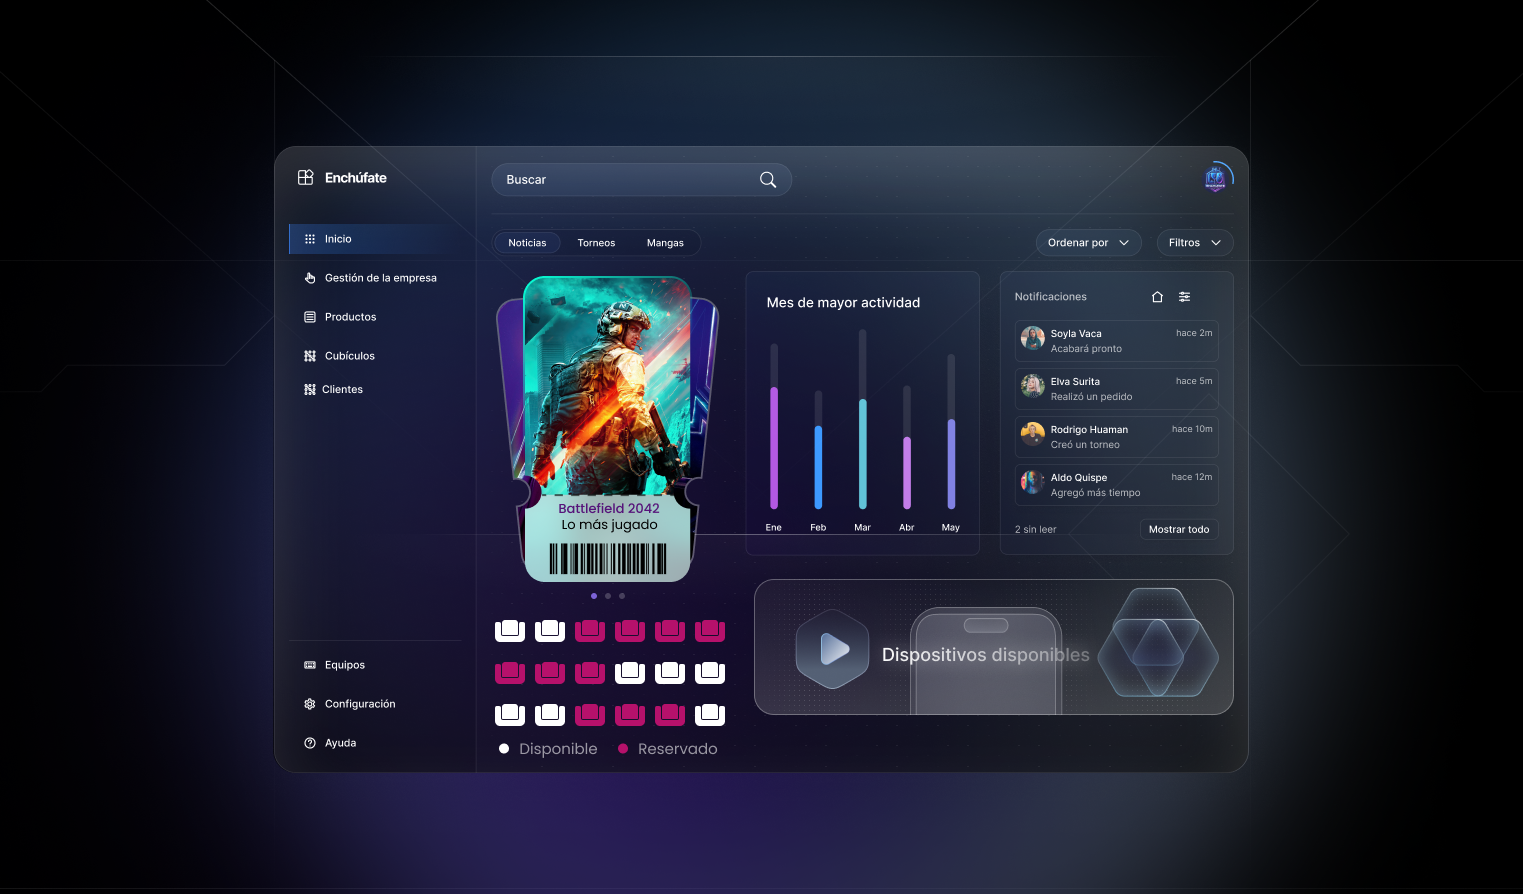 Enchúfate
Buscar
Inicio
Gestión de la empresa
Productos
Cubículos
Clientes
Equipos
Configuración
Ayuda
Noticias
Torneos
Mangas
Ordenar por
Filtros
Battlefield 2042
Lo más jugado
Disponible
Reservado
Mes de mayor actividad
Ene
Feb
Mar
Abr
May
Notificaciones
Soyla Vaca
hace 2m
Acabará pronto
Elva Surita
hace 5m
Realizó un pedido
Rodrigo Huaman
hace 10m
Creó un torneo
Aldo Quispe
hace 12m
Agregó más tiempo
2 sin leer
Mostrar todo
Dispositivos disponibles